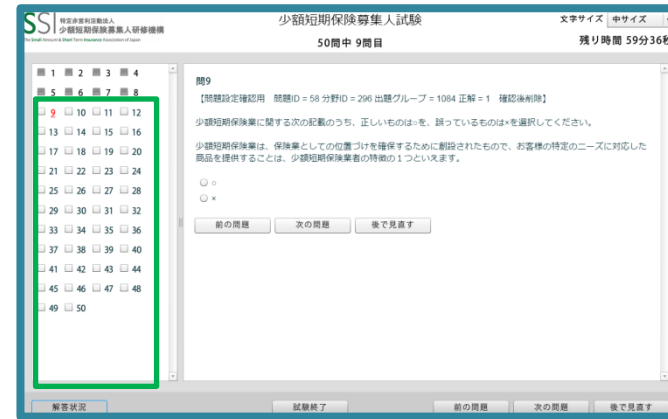 SSI 特定非営利活動法人
少額短期保険募集人研修機構
The Small Amount & Short Term Insurance Association of Japan
少額短期保険募集人試験
文字サイズ 中サイズ
50問中 9問目
残り時間 59分36秒
1 2 3 4
5 6 7 8
9 10 11 12
13 14 15 16
17 18 19 20
21 22 23 24
25 26 27 28
29 30 31 32
33 34 35 36
37 38 39 40
41 42 43 44
45 46 47 48
49 50
問9
【問題設定確認用 問題ID = 58 分野ID = 296 出題グループ = 1084 正解 = 1 確認後削除】
少額短期保険業に関する次の記載のうち、正しいものは○を、誤っているものは×を選択してください。
少額短期保険業は、保険業としての位置づけを確保するために創設されたもので、お客様の特定のニーズに対応した
商品を提供することは、少額短期保険業者の特徴の１つといえます。
○
×
前の問題 次の問題 後で見直す
解答状況 試験終了 前の問題 次の問題 後で見直す